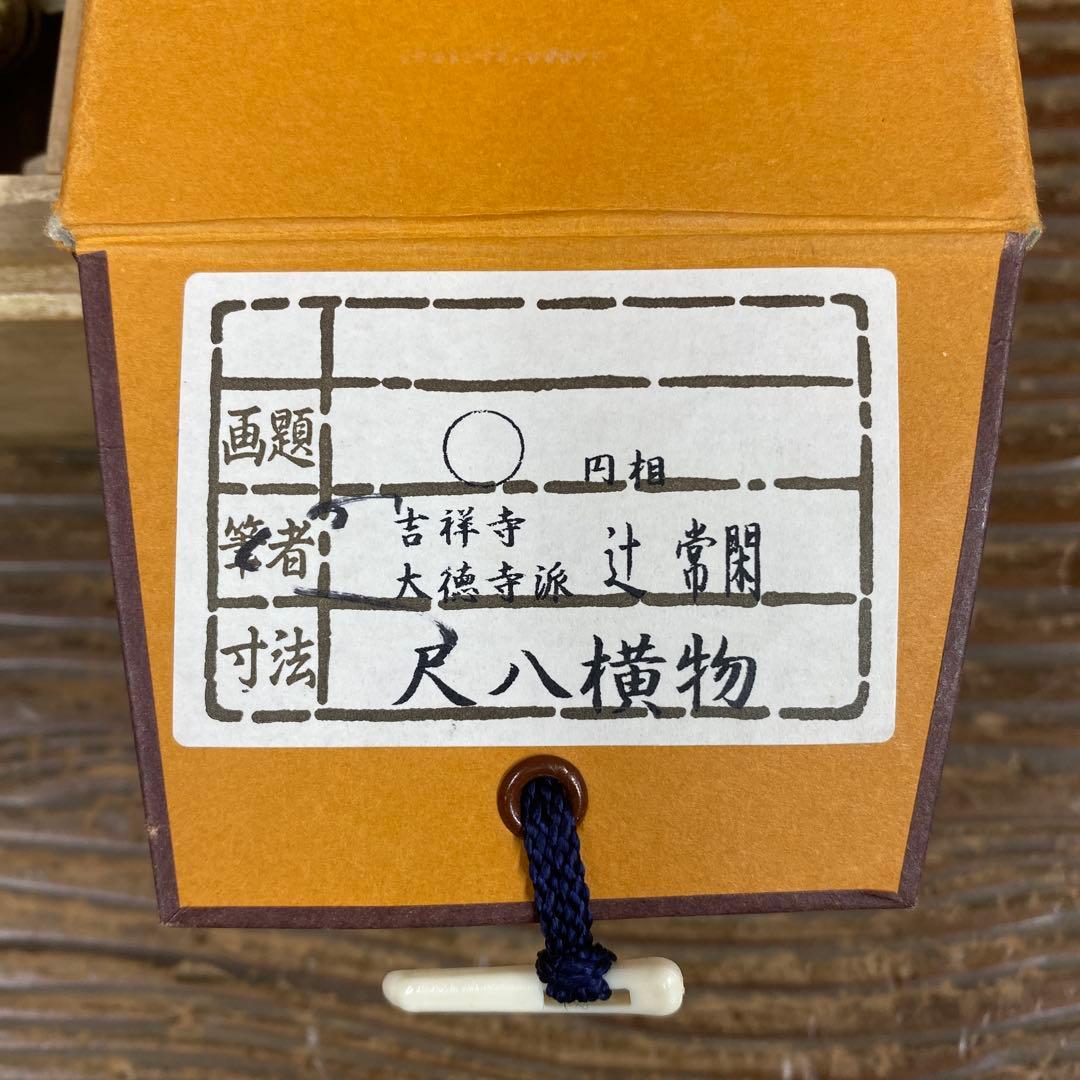 画題 ○ 円相
筆者 吉祥寺
大徳寺派 辻 常閑
寸法 尺八横物